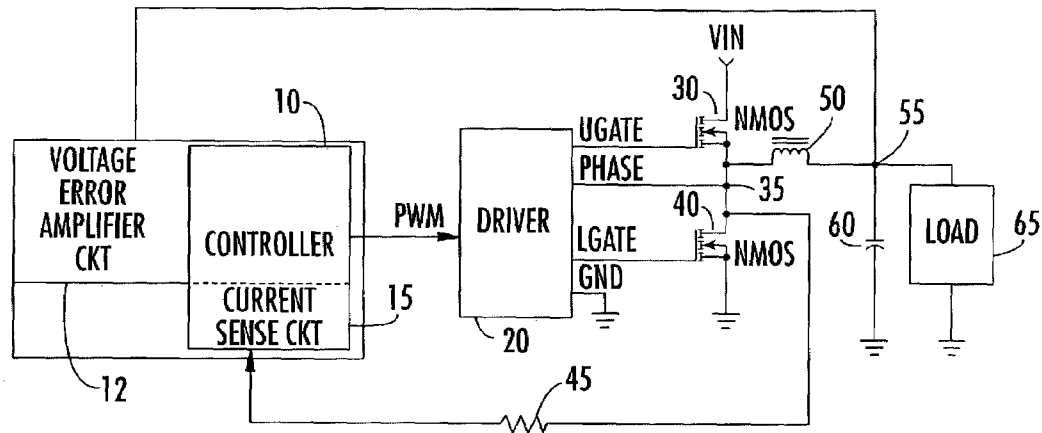 VIN
10
30
NMOS
50
55
VOLTAGE
ERROR
AMPLIFIER
CKT
UGATE
PHASE
35
CONTROLLER
PWM
DRIVER
40
60
LOAD
65
LGATE
NMOS
GND
CURRENT
SENSE CKT
15
20
12
45